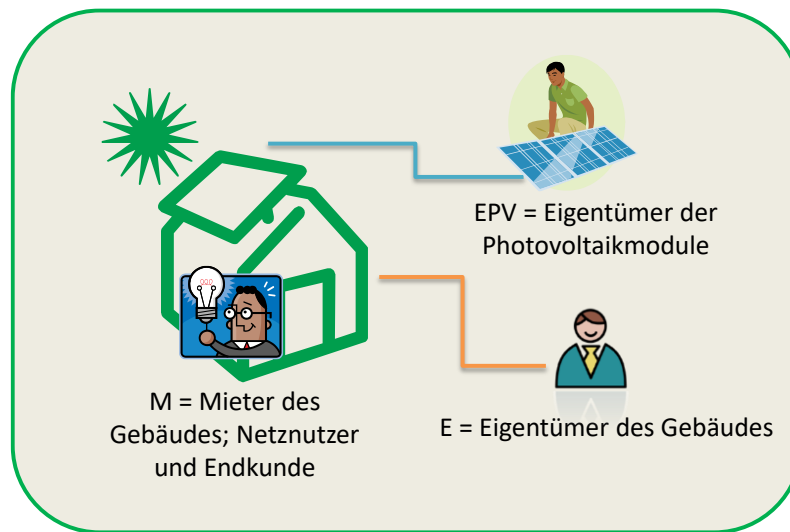 EPV = Eigentümer der
Photovoltaikmodule
M = Mieter des
Gebäudes; Netznutzer
und Endkunde
E = Eigentümer des Gebäudes